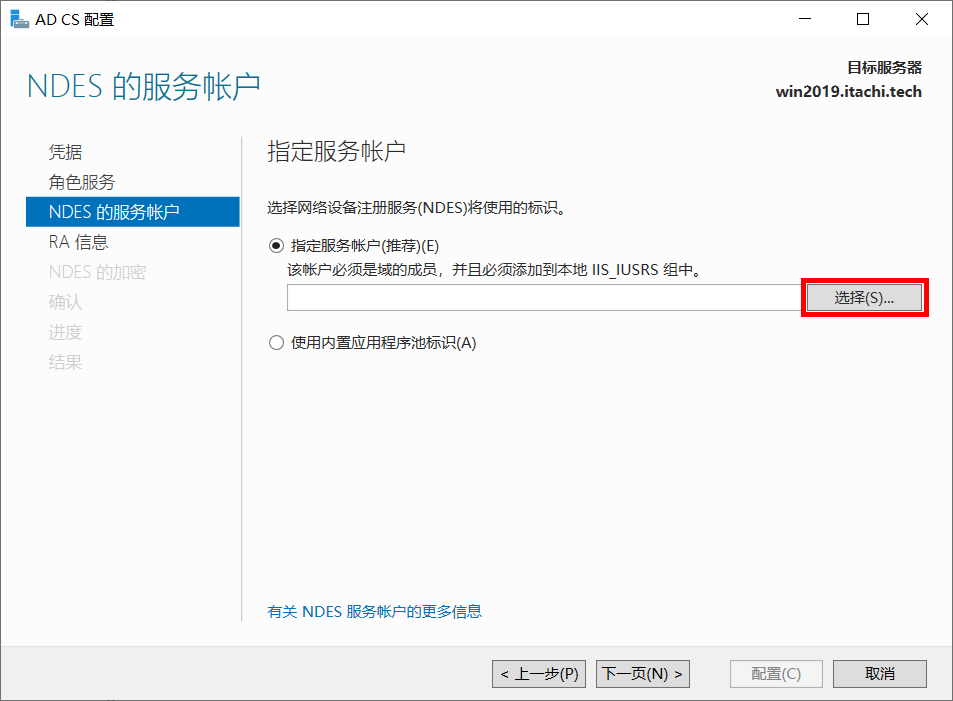 AD CS 配置
NDES 的服务帐户
目标服务器
win2019.itachi.tech
凭据
角色服务
NDES 的服务帐户
RA 信息
NDES 的加密
确认
进度
结果
指定服务帐户
选择网络设备注册服务(NDES)将使用的标识。
指定服务帐户(推荐)(E)
该帐户必须是域的成员，并且必须添加到本地 IIS_IUSRS 组中。
选择(S)...
使用内置应用程序池标识(A)
有关 NDES 服务帐户的更多信息
< 上一步(P) 下一页(N) > 配置(C) 取消